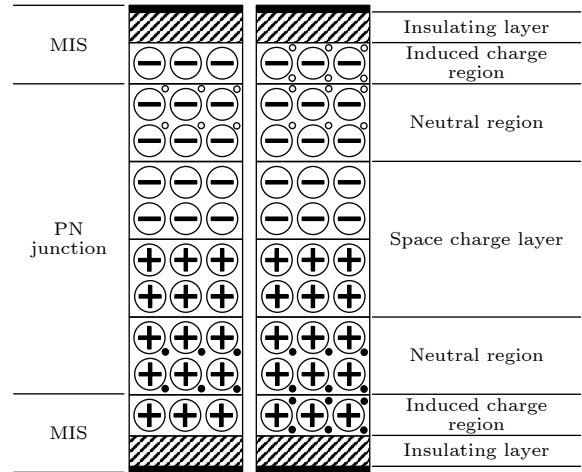 MIS
PN
junction
MIS
Insulating layer
Induced charge
region
Neutral region
Space charge layer
Neutral region
Induced charge
region
Insulating layer